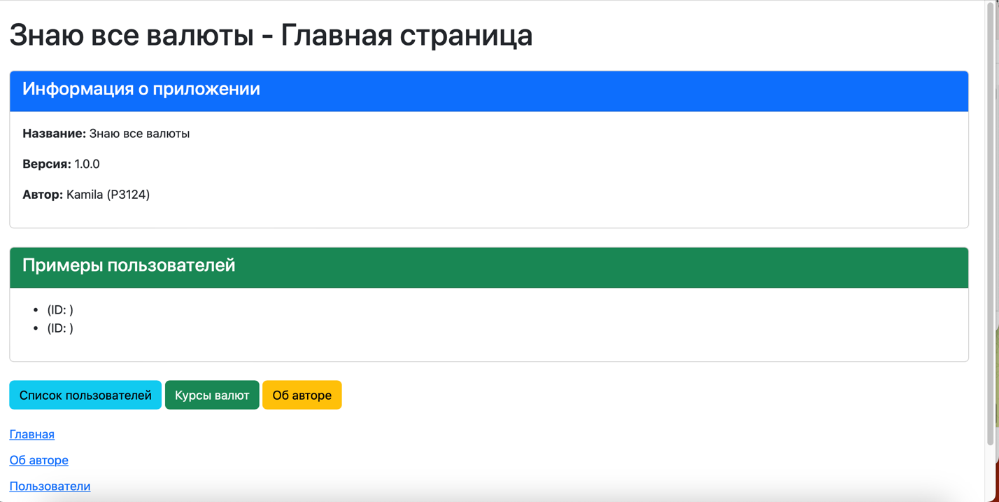 Знаю все валюты - Главная страница
Информация о приложении
Название: Знаю все валюты
Версия: 1.0.0
Автор: Kamila (P3124)
Примеры пользователей
• (ID: )
• (ID: )
Список пользователей Курсы валют Об авторе
Главная
Об авторе
Пользователи